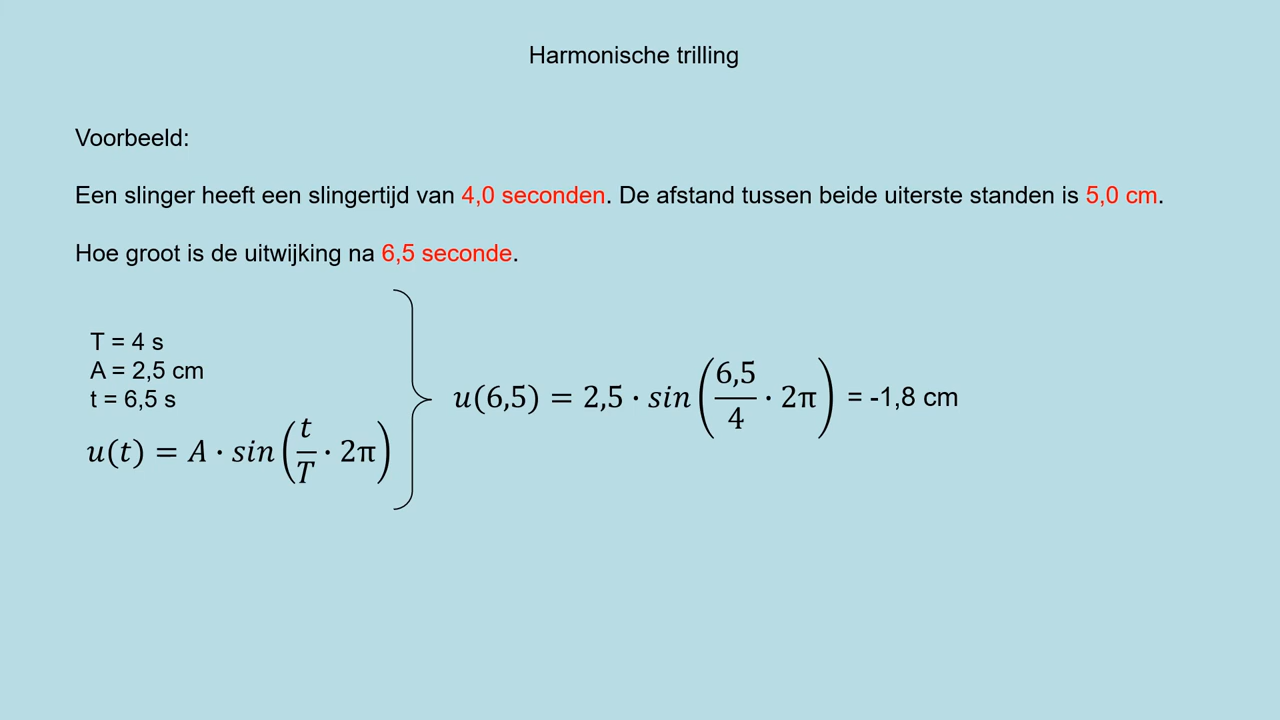 Harmonische trilling
Voorbeeld:
Een slinger heeft een slingertijd van 4,0 seconden. De afstand tussen beide uiterste standen is 5,0 cm.
Hoe groot is de uitwijking na 6,5 seconde.
T = 4 s
A = 2,5 cm
t = 6,5 s
u(t) = A · sin(t/T · 2π)
u(6,5) = 2,5 · sin(6,5/4 · 2π) = -1,8 cm